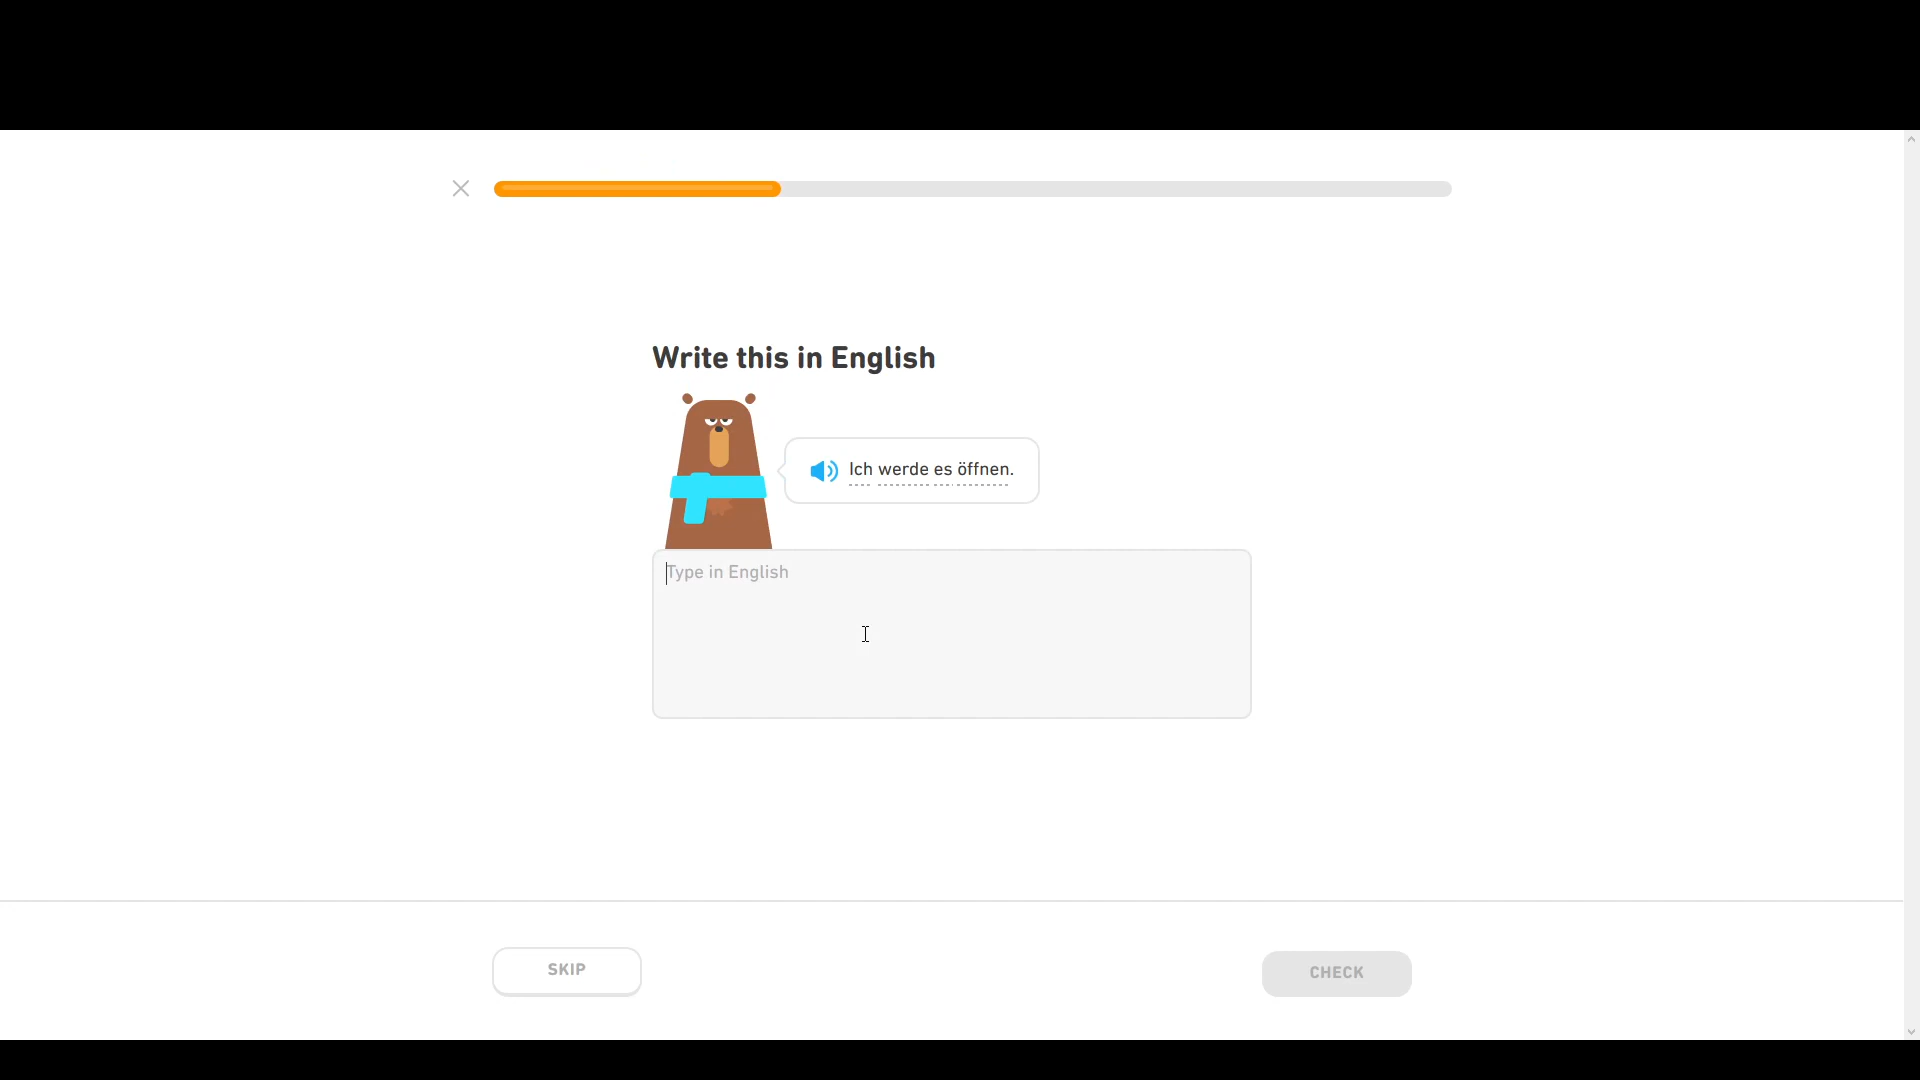 Write this in English
Ich werde es öffnen.
Type in English
SKIP
CHECK